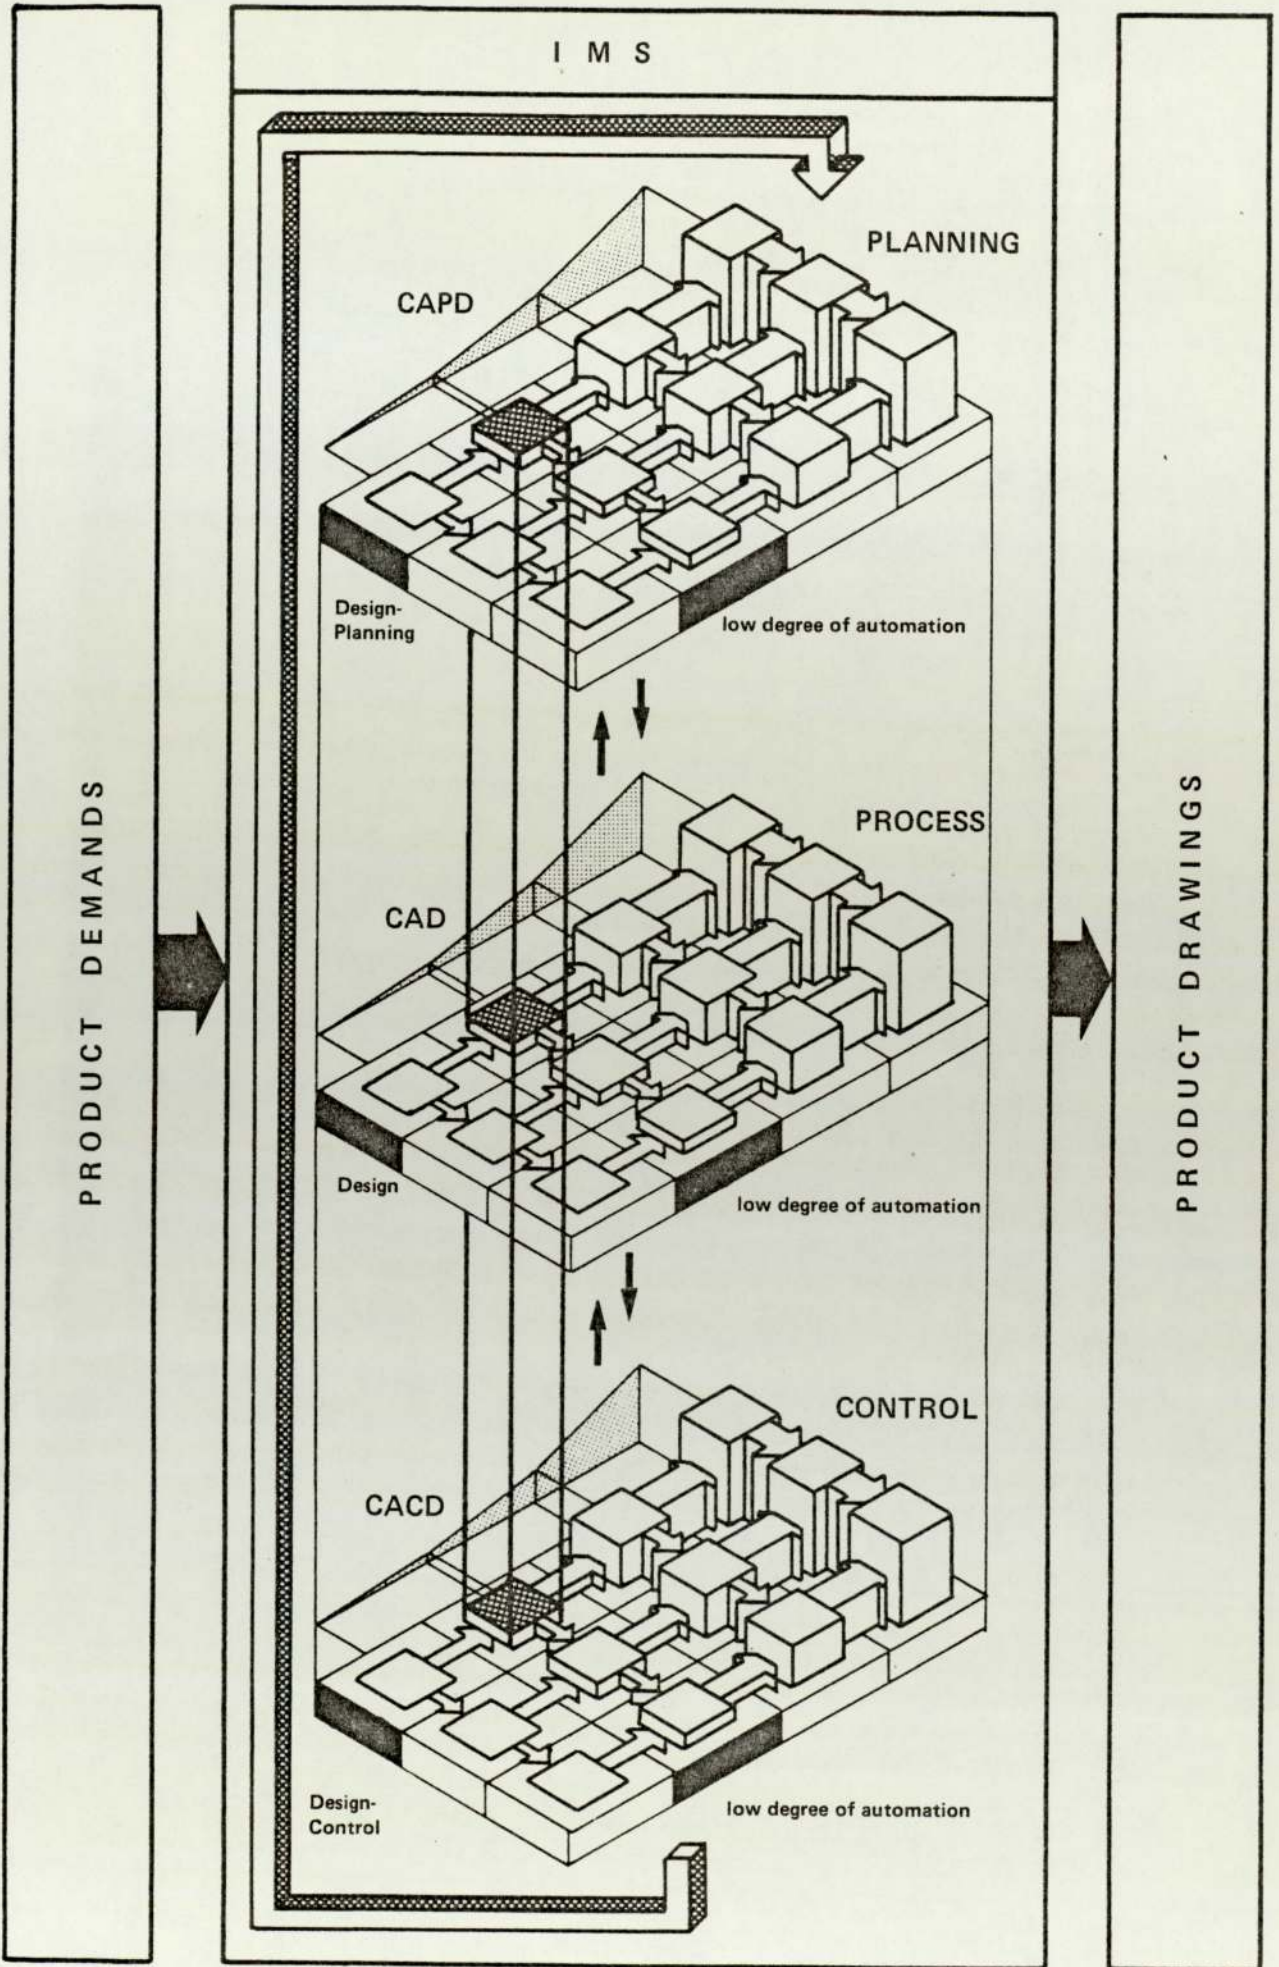 I M S
PLANNING
CAPD
Design-
Planning
low degree of automation
PROCESS
CAD
Design
low degree of automation
CONTROL
CACD
Design-
Control
low degree of automation
PRODUCT DEMANDS
PRODUCT DRAWINGS